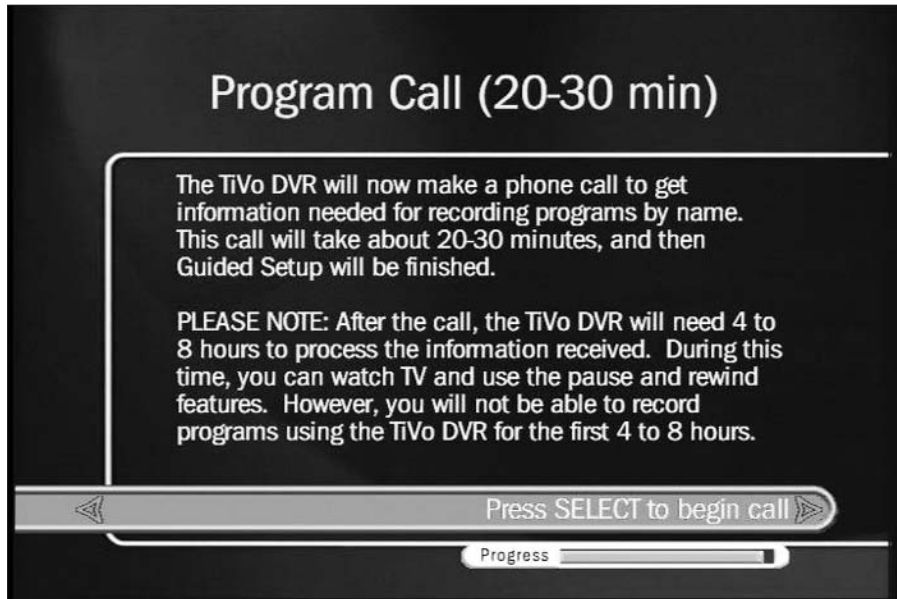 Program Call (20-30 min)
The TiVo DVR will now make a phone call to get
information needed for recording programs by name.
This call will take about 20-30 minutes, and then
Guided Setup will be finished.
PLEASE NOTE: After the call, the TiVo DVR will need 4 to
8 hours to process the information received.  During this
time, you can watch TV and use the pause and rewind
features.  However, you will not be able to record
programs using the TiVo DVR for the first 4 to 8 hours.
Press SELECT to begin call
Progress